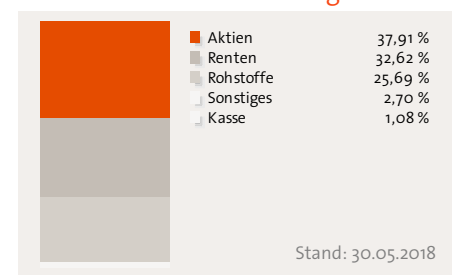 Aktien 37,91 %
Renten 32,62 %
Rohstoffe 25,69 %
Sonstiges 2,70 %
Kasse 1,08 %
Stand: 30.05.2018